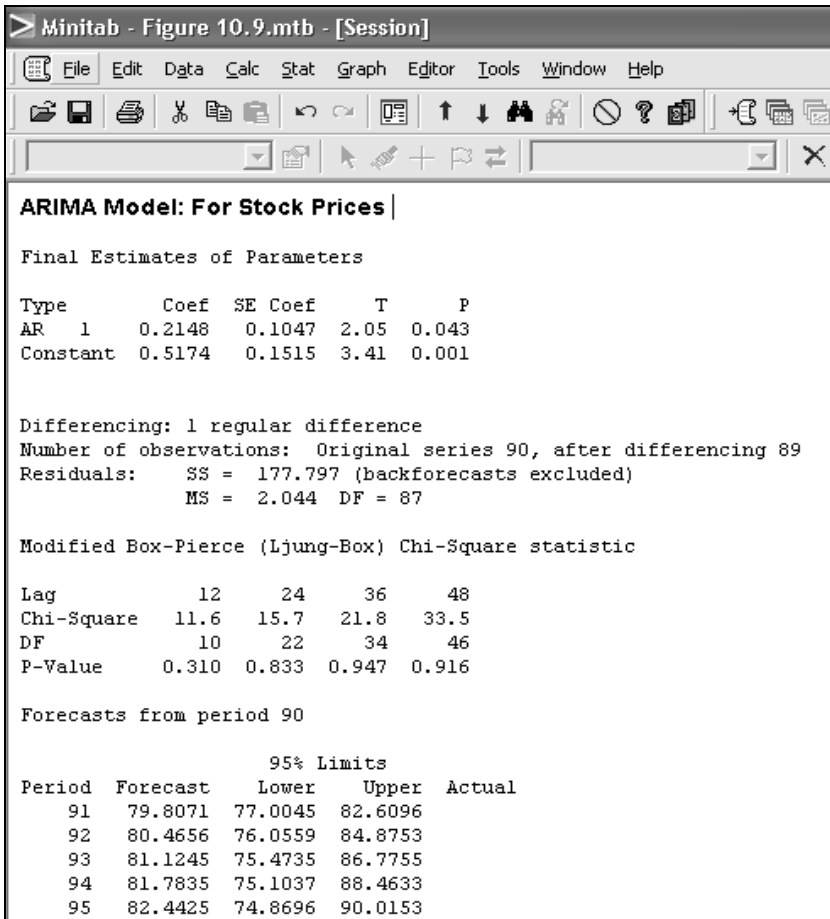 Minitab - Figure 10.9.mtb - [Session]
File Edit Data Calc Stat Graph Editor Tools Window Help
ARIMA Model: For Stock Prices
Final Estimates of Parameters
Type Coef SE Coef T P
AR 1 0.2148 0.1047 2.05 0.043
Constant 0.5174 0.1515 3.41 0.001
Differencing: 1 regular difference
Number of observations: Original series 90, after differencing 89
Residuals: SS = 177.797 (backforecasts excluded)
MS = 2.044 DF = 87
Modified Box-Pierce (Ljung-Box) Chi-Square statistic
Lag 12 24 36 48
Chi-Square 11.6 15.7 21.8 33.5
DF 10 22 34 46
P-Value 0.310 0.833 0.947 0.916
Forecasts from period 90
95% Limits
Period Forecast Lower Upper Actual
91 79.8071 77.0045 82.6096
92 80.4656 76.0559 84.8753
93 81.1245 75.4735 86.7755
94 81.7835 75.1037 88.4633
95 82.4425 74.8696 90.0153